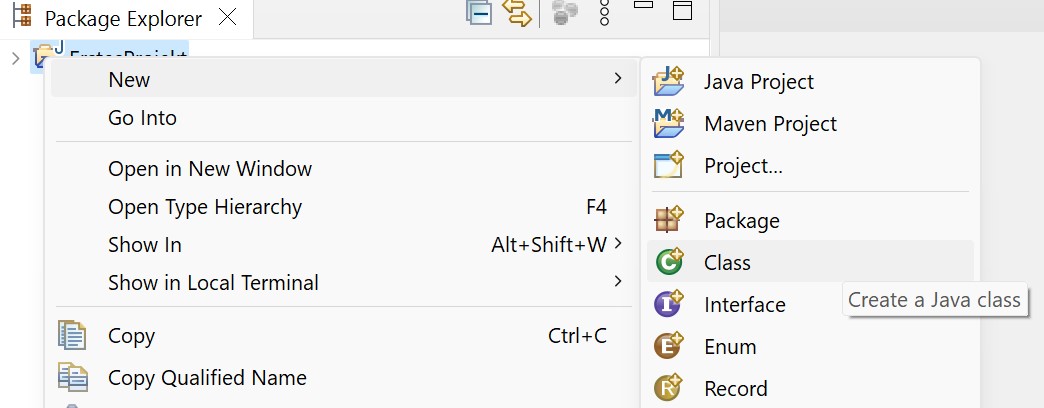 Package Explorer
New
Go Into
Open in New Window
Open Type Hierarchy F4
Show In Alt+Shift+W
Show in Local Terminal
Copy Ctrl+C
Copy Qualified Name
Java Project
Maven Project
Project...
Package
Class
Create a Java class
Interface
Enum
Record